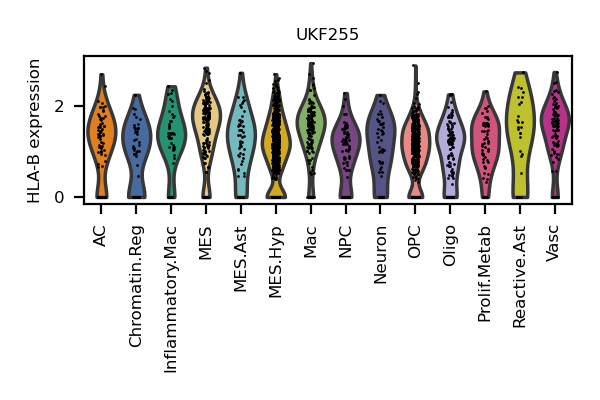 UKF255
HLA-B expression
2
0
AC
Chromatin.Reg
Inflammatory.Mac
MES
MES.Ast
MES.Hyp
Mac
NPC
Neuron
OPC
Oligo
Prolif.Metab
Reactive.Ast
Vasc